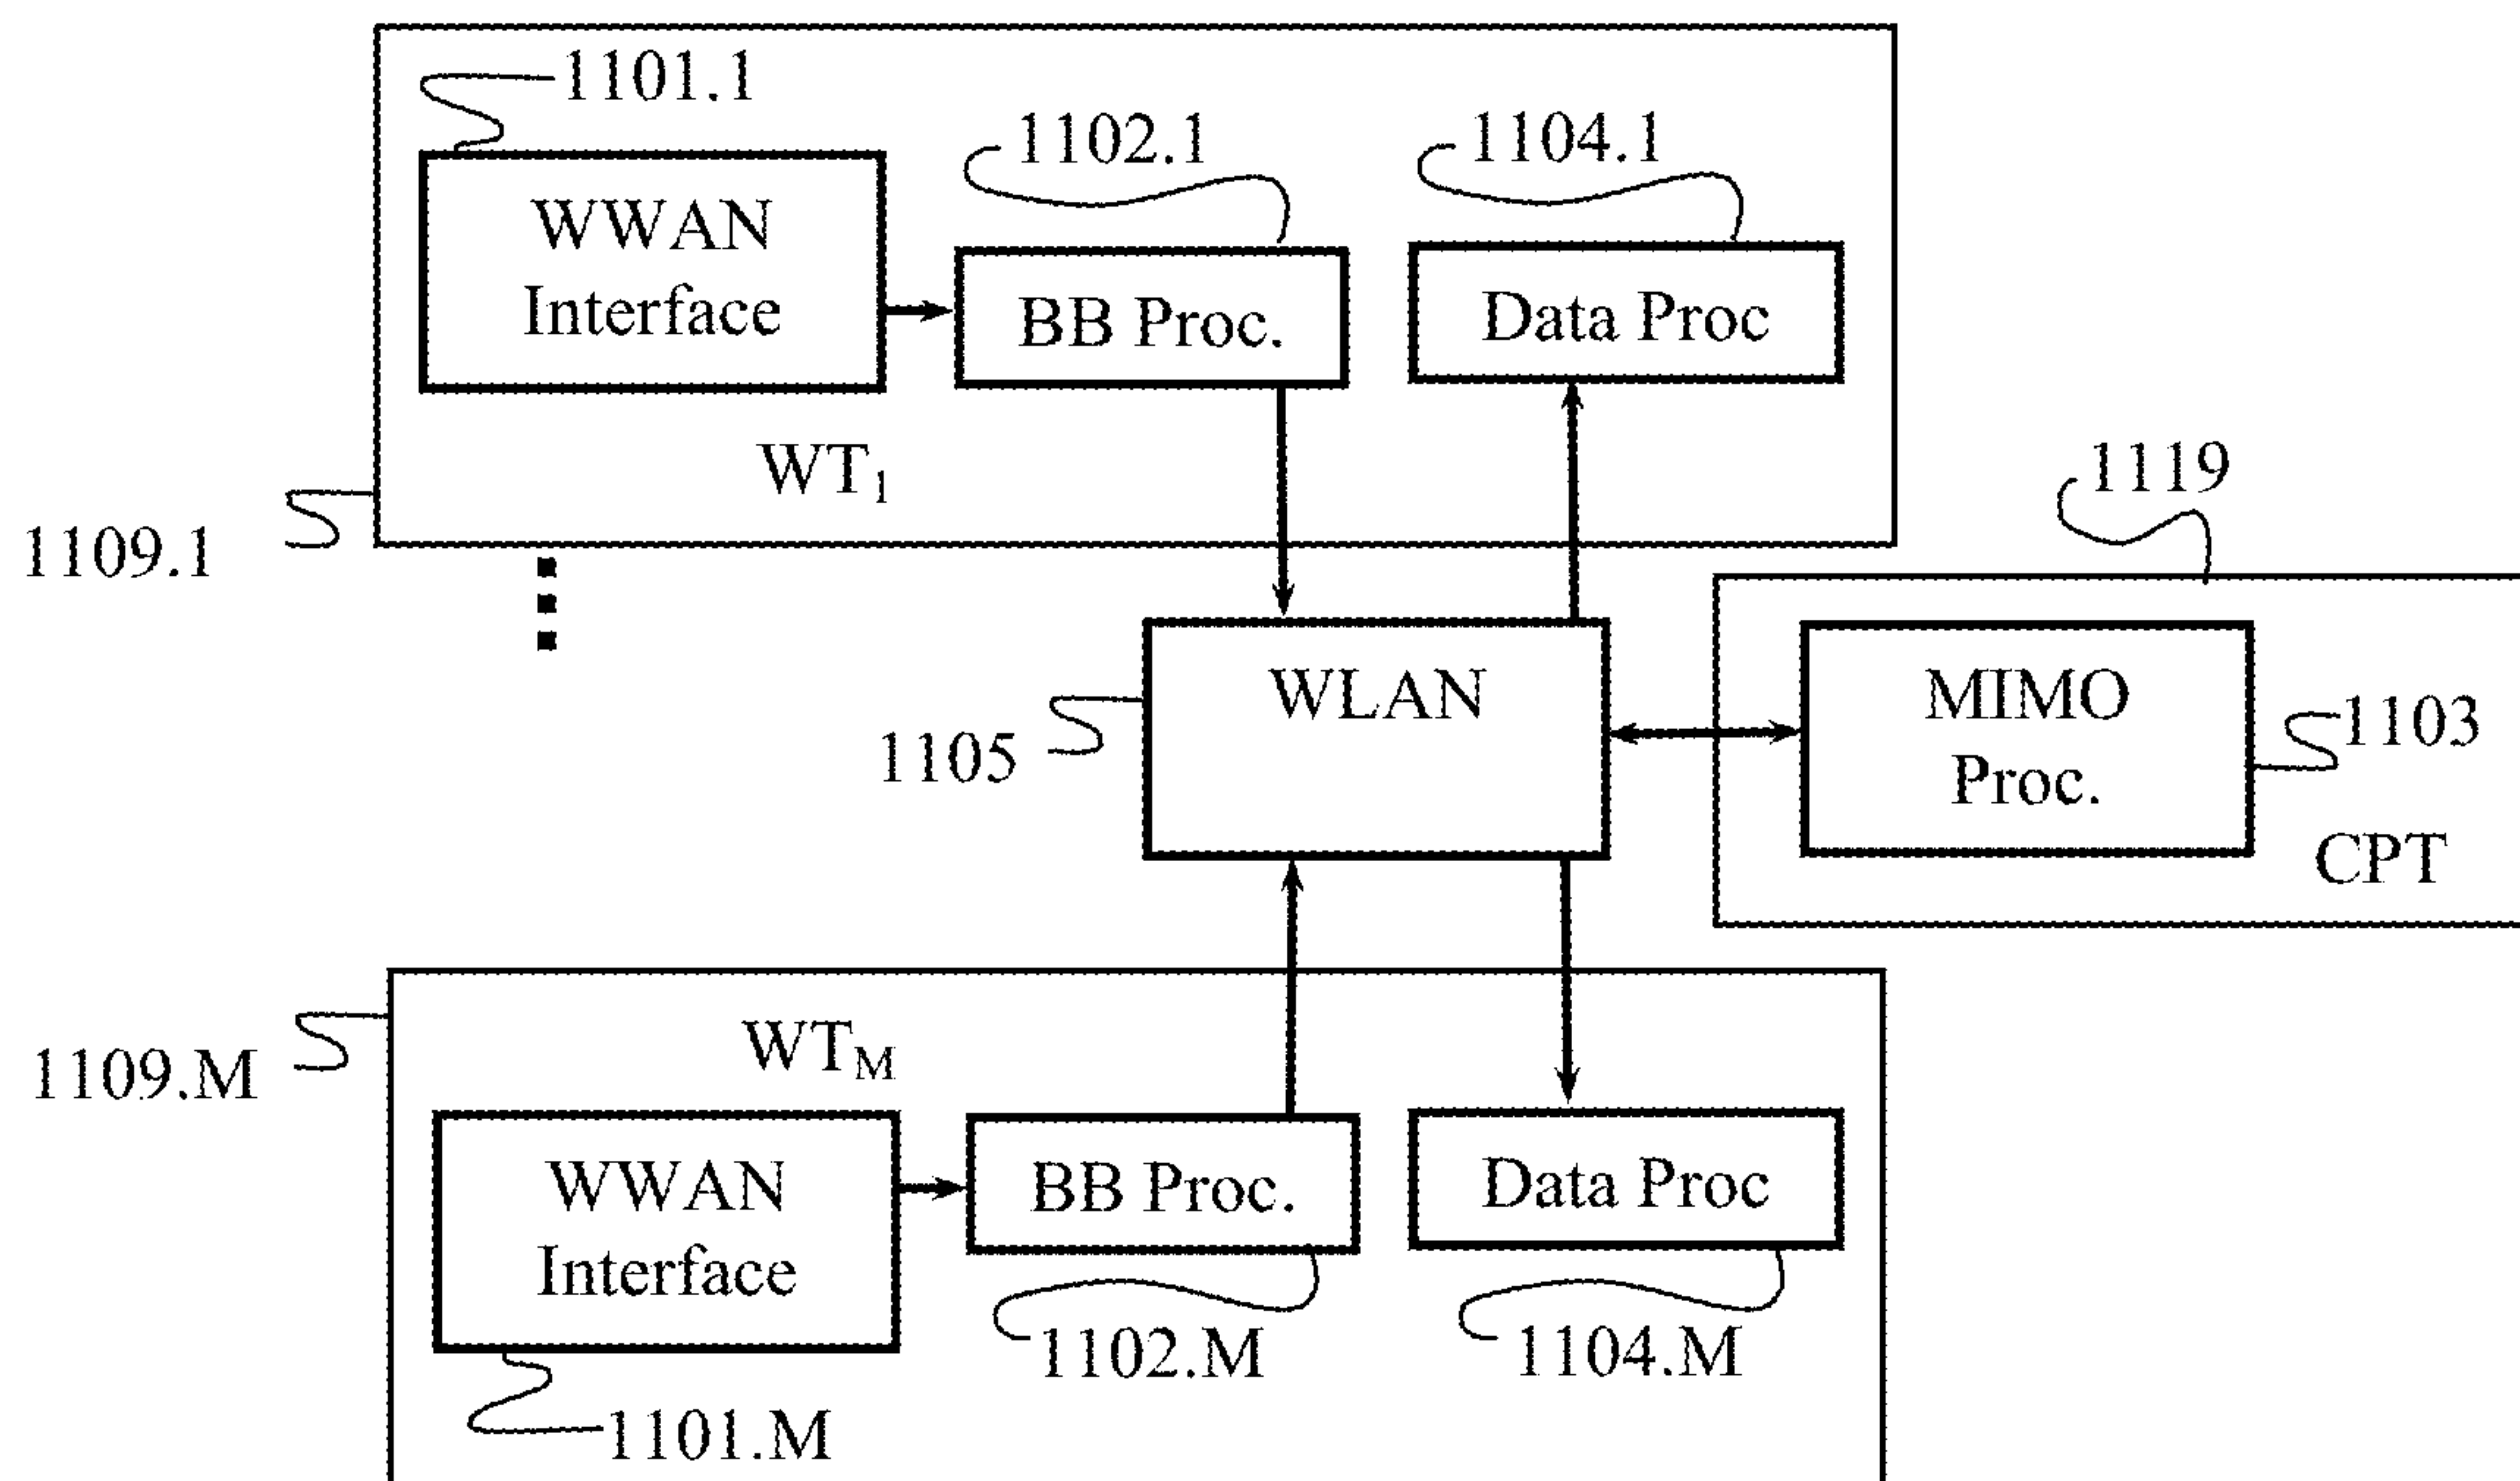 1101.1
1102.1
1104.1
WWAN
Interface
BB Proc.
Data Proc
WT1
1109.1
1119
WLAN
MIMO
Proc.
1103
1105
CPT
1109.M
WTM
WWAN
Interface
BB Proc.
Data Proc
1102.M
1104.M
1101.M